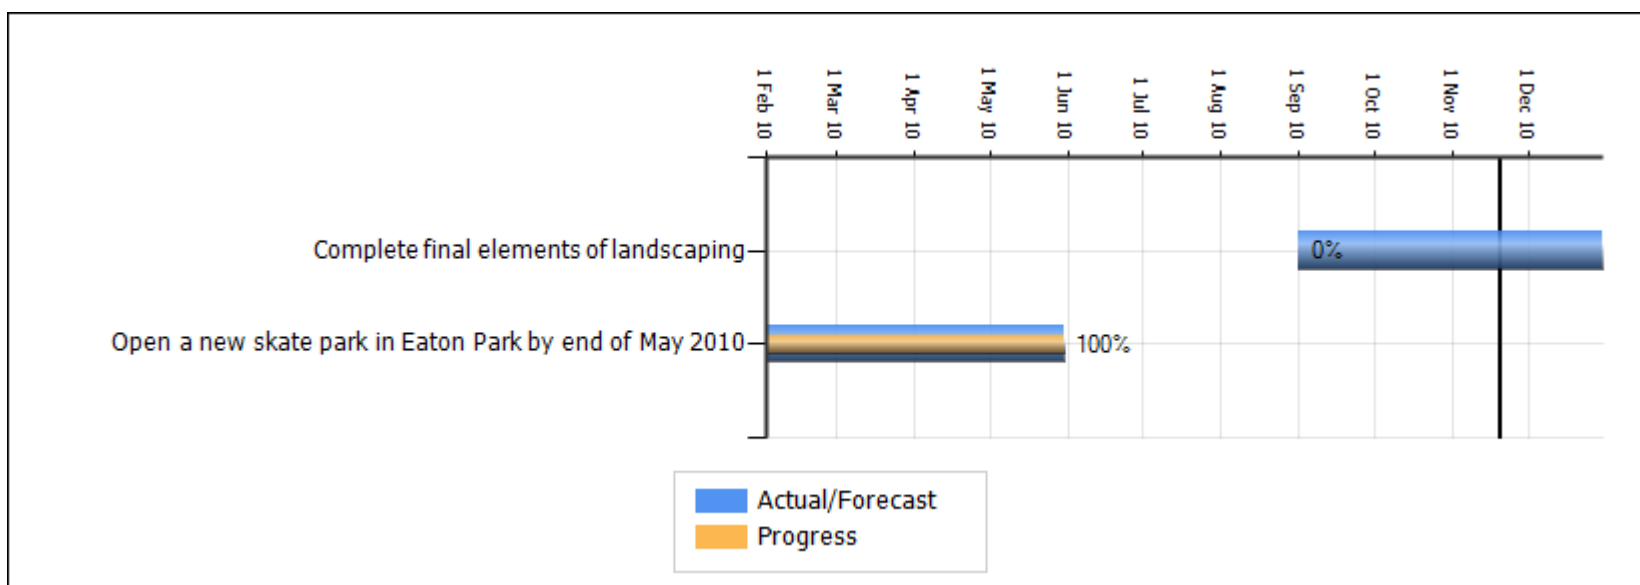 1 Feb 10
1 Mar 10
1 Apr 10
1 May 10
1 Jun 10
1 Jul 10
1 Aug 10
1 Sep 10
1 Oct 10
1 Nov 10
1 Dec 10
Complete final elements of landscaping
0%
Open a new skate park in Eaton Park by end of May 2010
100%
Actual/Forecast
Progress